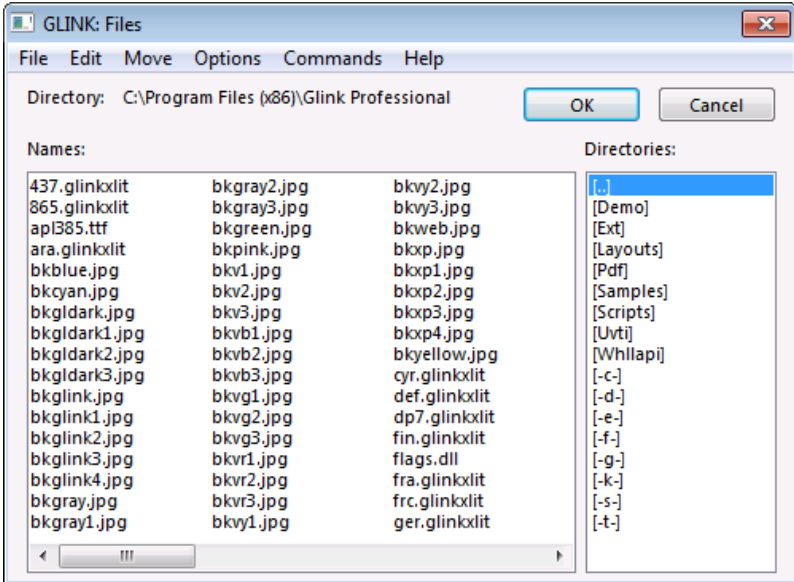 GLINK: Files
File Edit Move Options Commands Help
Directory: C:\Program Files (x86)\Glink Professional OK Cancel
Names: Directories:
437.glinkxlit bkgray2.jpg bkvy2.jpg [..]
865.glinkxlit bkgray3.jpg bkvy3.jpg [Demo]
apl385.ttf bkgreen.jpg bkweb.jpg [Ext]
ara.glinkxlit bkpink.jpg bkxp.jpg [Layouts]
bkblue.jpg bkv1.jpg bkxp1.jpg [Pdf]
bkcyan.jpg bkv2.jpg bkxp2.jpg [Samples]
bkgldark.jpg bkv3.jpg bkxp3.jpg [Scripts]
bkgldark1.jpg bkvb1.jpg bkxp4.jpg [Uvti]
bkgldark2.jpg bkvb2.jpg bkyellow.jpg [Whllapi]
bkgldark3.jpg bkvb3.jpg cyr.glinkxlit [-c-]
bkglink.jpg bkvg1.jpg def.glinkxlit [-d-]
bkglink1.jpg bkvg2.jpg dp7.glinkxlit [-e-]
bkglink2.jpg bkvg3.jpg fin.glinkxlit [-f-]
bkglink3.jpg bkvr1.jpg flags.dll [-g-]
bkglink4.jpg bkvr2.jpg fra.glinkxlit [-k-]
bkgray.jpg bkvr3.jpg frc.glinkxlit [-s-]
bkgray1.jpg bkvy1.jpg ger.glinkxlit [-t-]